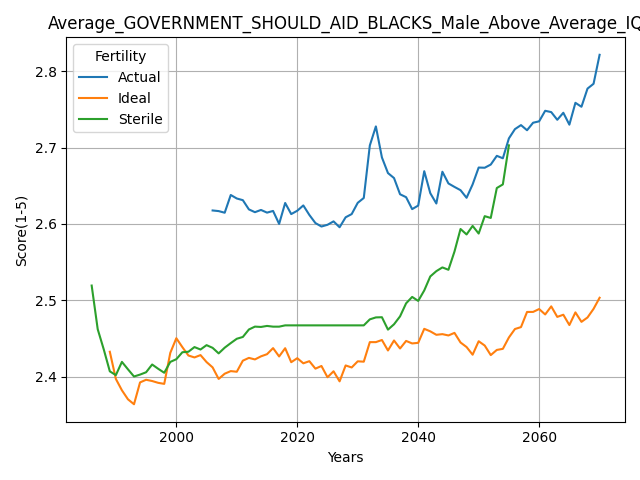 Average_GOVERNMENT_SHOULD_AID_BLACKS_Male_Above_Average_IQ
Fertility
Actual
Ideal
Sterile
2.8
2.7
2.6
2.5
2.4
Score(1-5)
2000 2020 2040 2060
Years